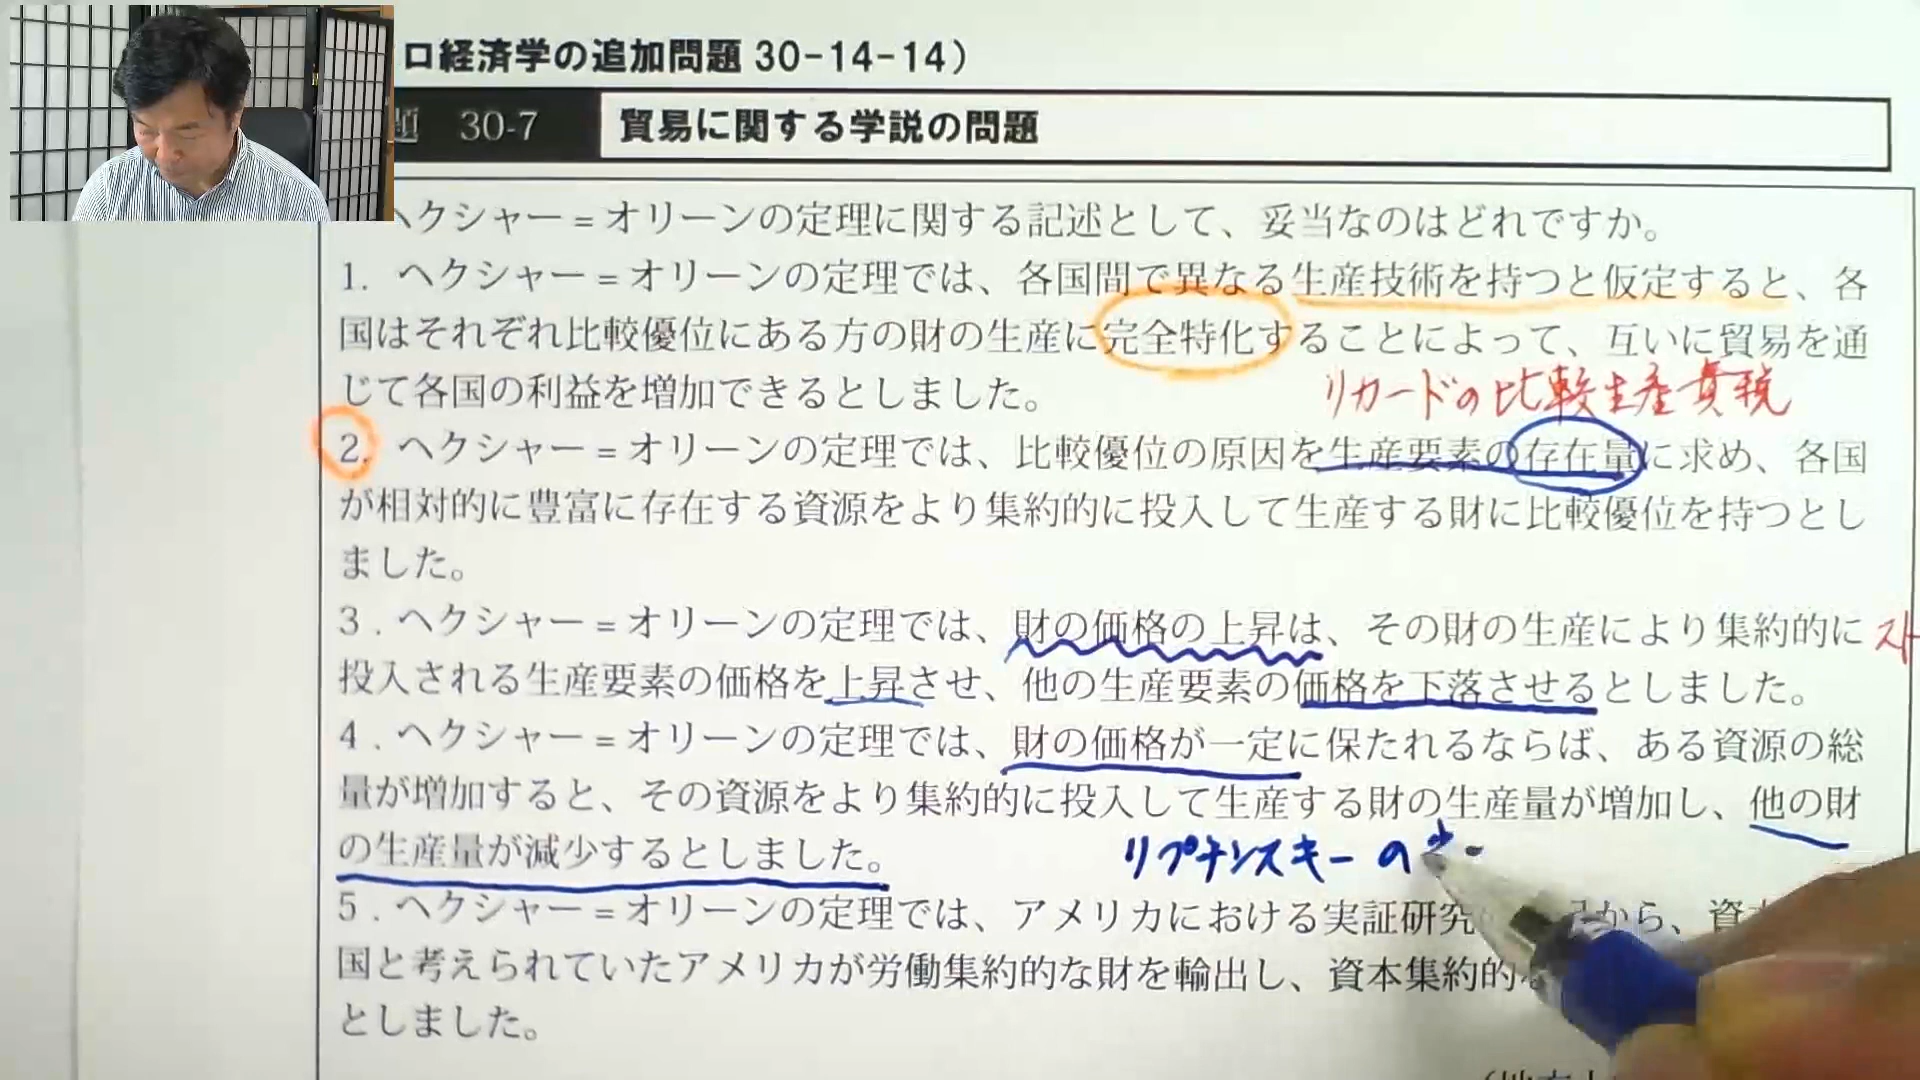 ロ経済学の追加問題 30-14-14）
題 30-7 貿易に関する学説の問題
ヘクシャー＝オリーンの定理に関する記述として、妥当なのはどれですか。
1. ヘクシャー＝オリーンの定理では、各国間で異なる生産技術を持つと仮定すると、各
国はそれぞれ比較優位にある方の財の生産に完全特化することによって、互いに貿易を通
じて各国の利益を増加できるとしました。
リカードの比較生産費説
2. ヘクシャー＝オリーンの定理では、比較優位の原因を生産要素の存在量に求め、各国
が相対的に豊富に存在する資源をより集約的に投入して生産する財に比較優位を持つとし
ました。
3．ヘクシャー＝オリーンの定理では、財の価格の上昇は、その財の生産により集約的に
スト
投入される生産要素の価格を上昇させ、他の生産要素の価格を下落させるとしました。
4．ヘクシャー＝オリーンの定理では、財の価格が一定に保たれるならば、ある資源の総
量が増加すると、その資源をより集約的に投入して生産する財の生産量が増加し、他の財
の生産量が減少するとしました。
リプチンスキーの
5．ヘクシャー＝オリーンの定理では、アメリカにおける実証研究 から、資
国と考えられていたアメリカが労働集約的な財を輸出し、資本集約的
としました。